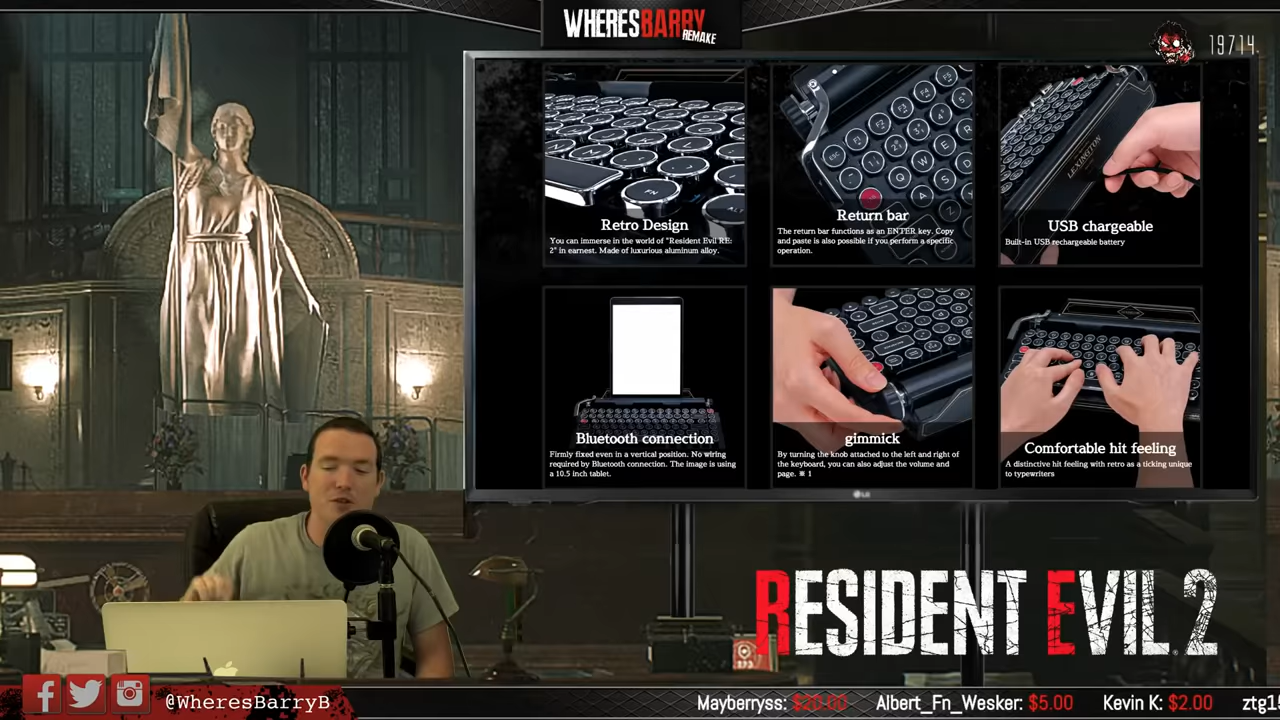 WHERESBARRY
REMAKE
19714
Retro Design
You can immerse in the world of "Resident Evil RE:
2" in earnest. Made of luxurious aluminum alloy.
Return bar
The return bar functions as an ENTER key. Copy
and paste is also possible if you perform a specific
operation.
LEXINGTON
USB chargeable
Built-in USB rechargeable battery
Bluetooth connection
Firmly fixed even in a vertical position. No wiring
required by Bluetooth connection. The image is using
a 10.5 inch tablet.
gimmick
By turning the knob attached to the left and right of
the keyboard, you can also adjust the volume and
page. ※ 1
Comfortable hit feeling
A distinctive hit feeling with retro as a ticking unique
to typewriters
LG
RESIDENT EVIL.2
@WheresBarryB
Mayberryss: $20.00 Albert_Fn_Wesker: $5.00 Kevin K: $2.00 ztg15